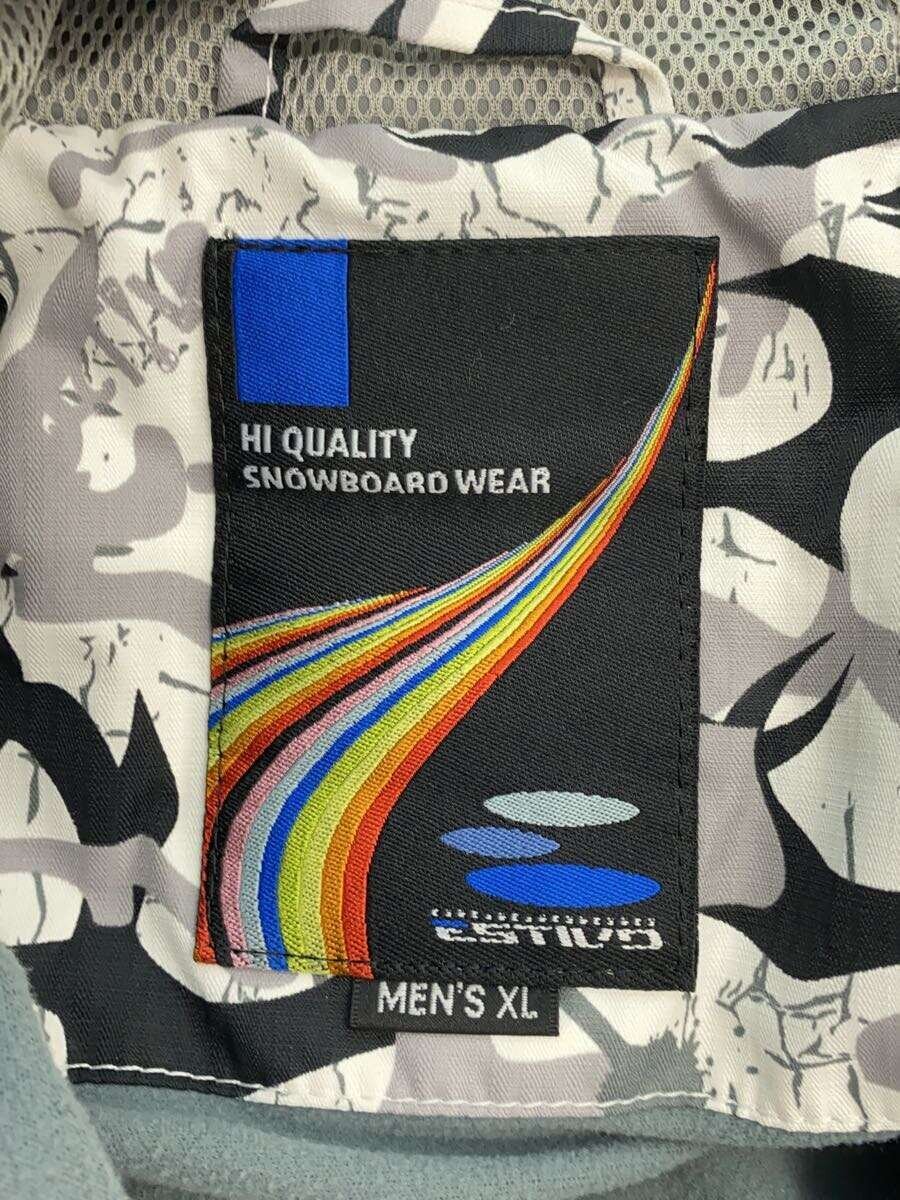 HI QUALITY
SNOWBOARD WEAR
ESTIVO
MEN'S XL